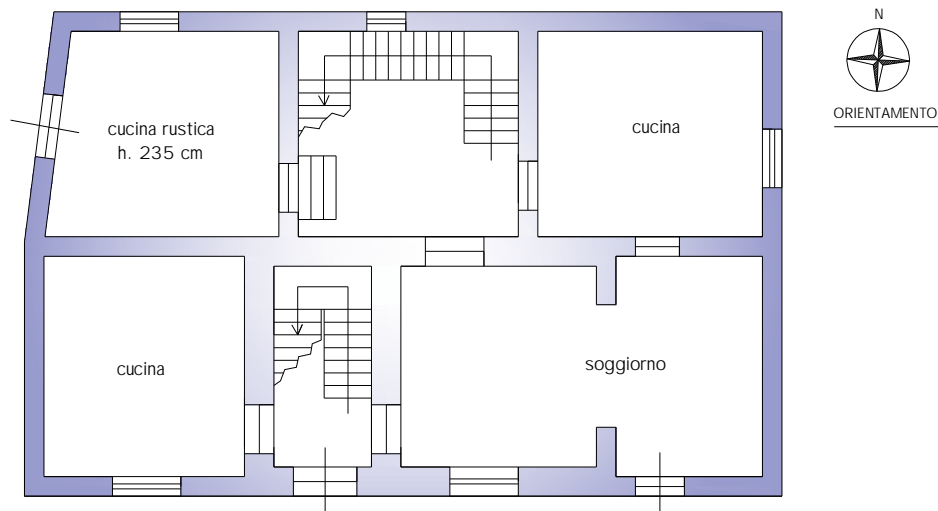 N
ORIENTAMENTO
cucina rustica
h. 235 cm
cucina
cucina
soggiorno